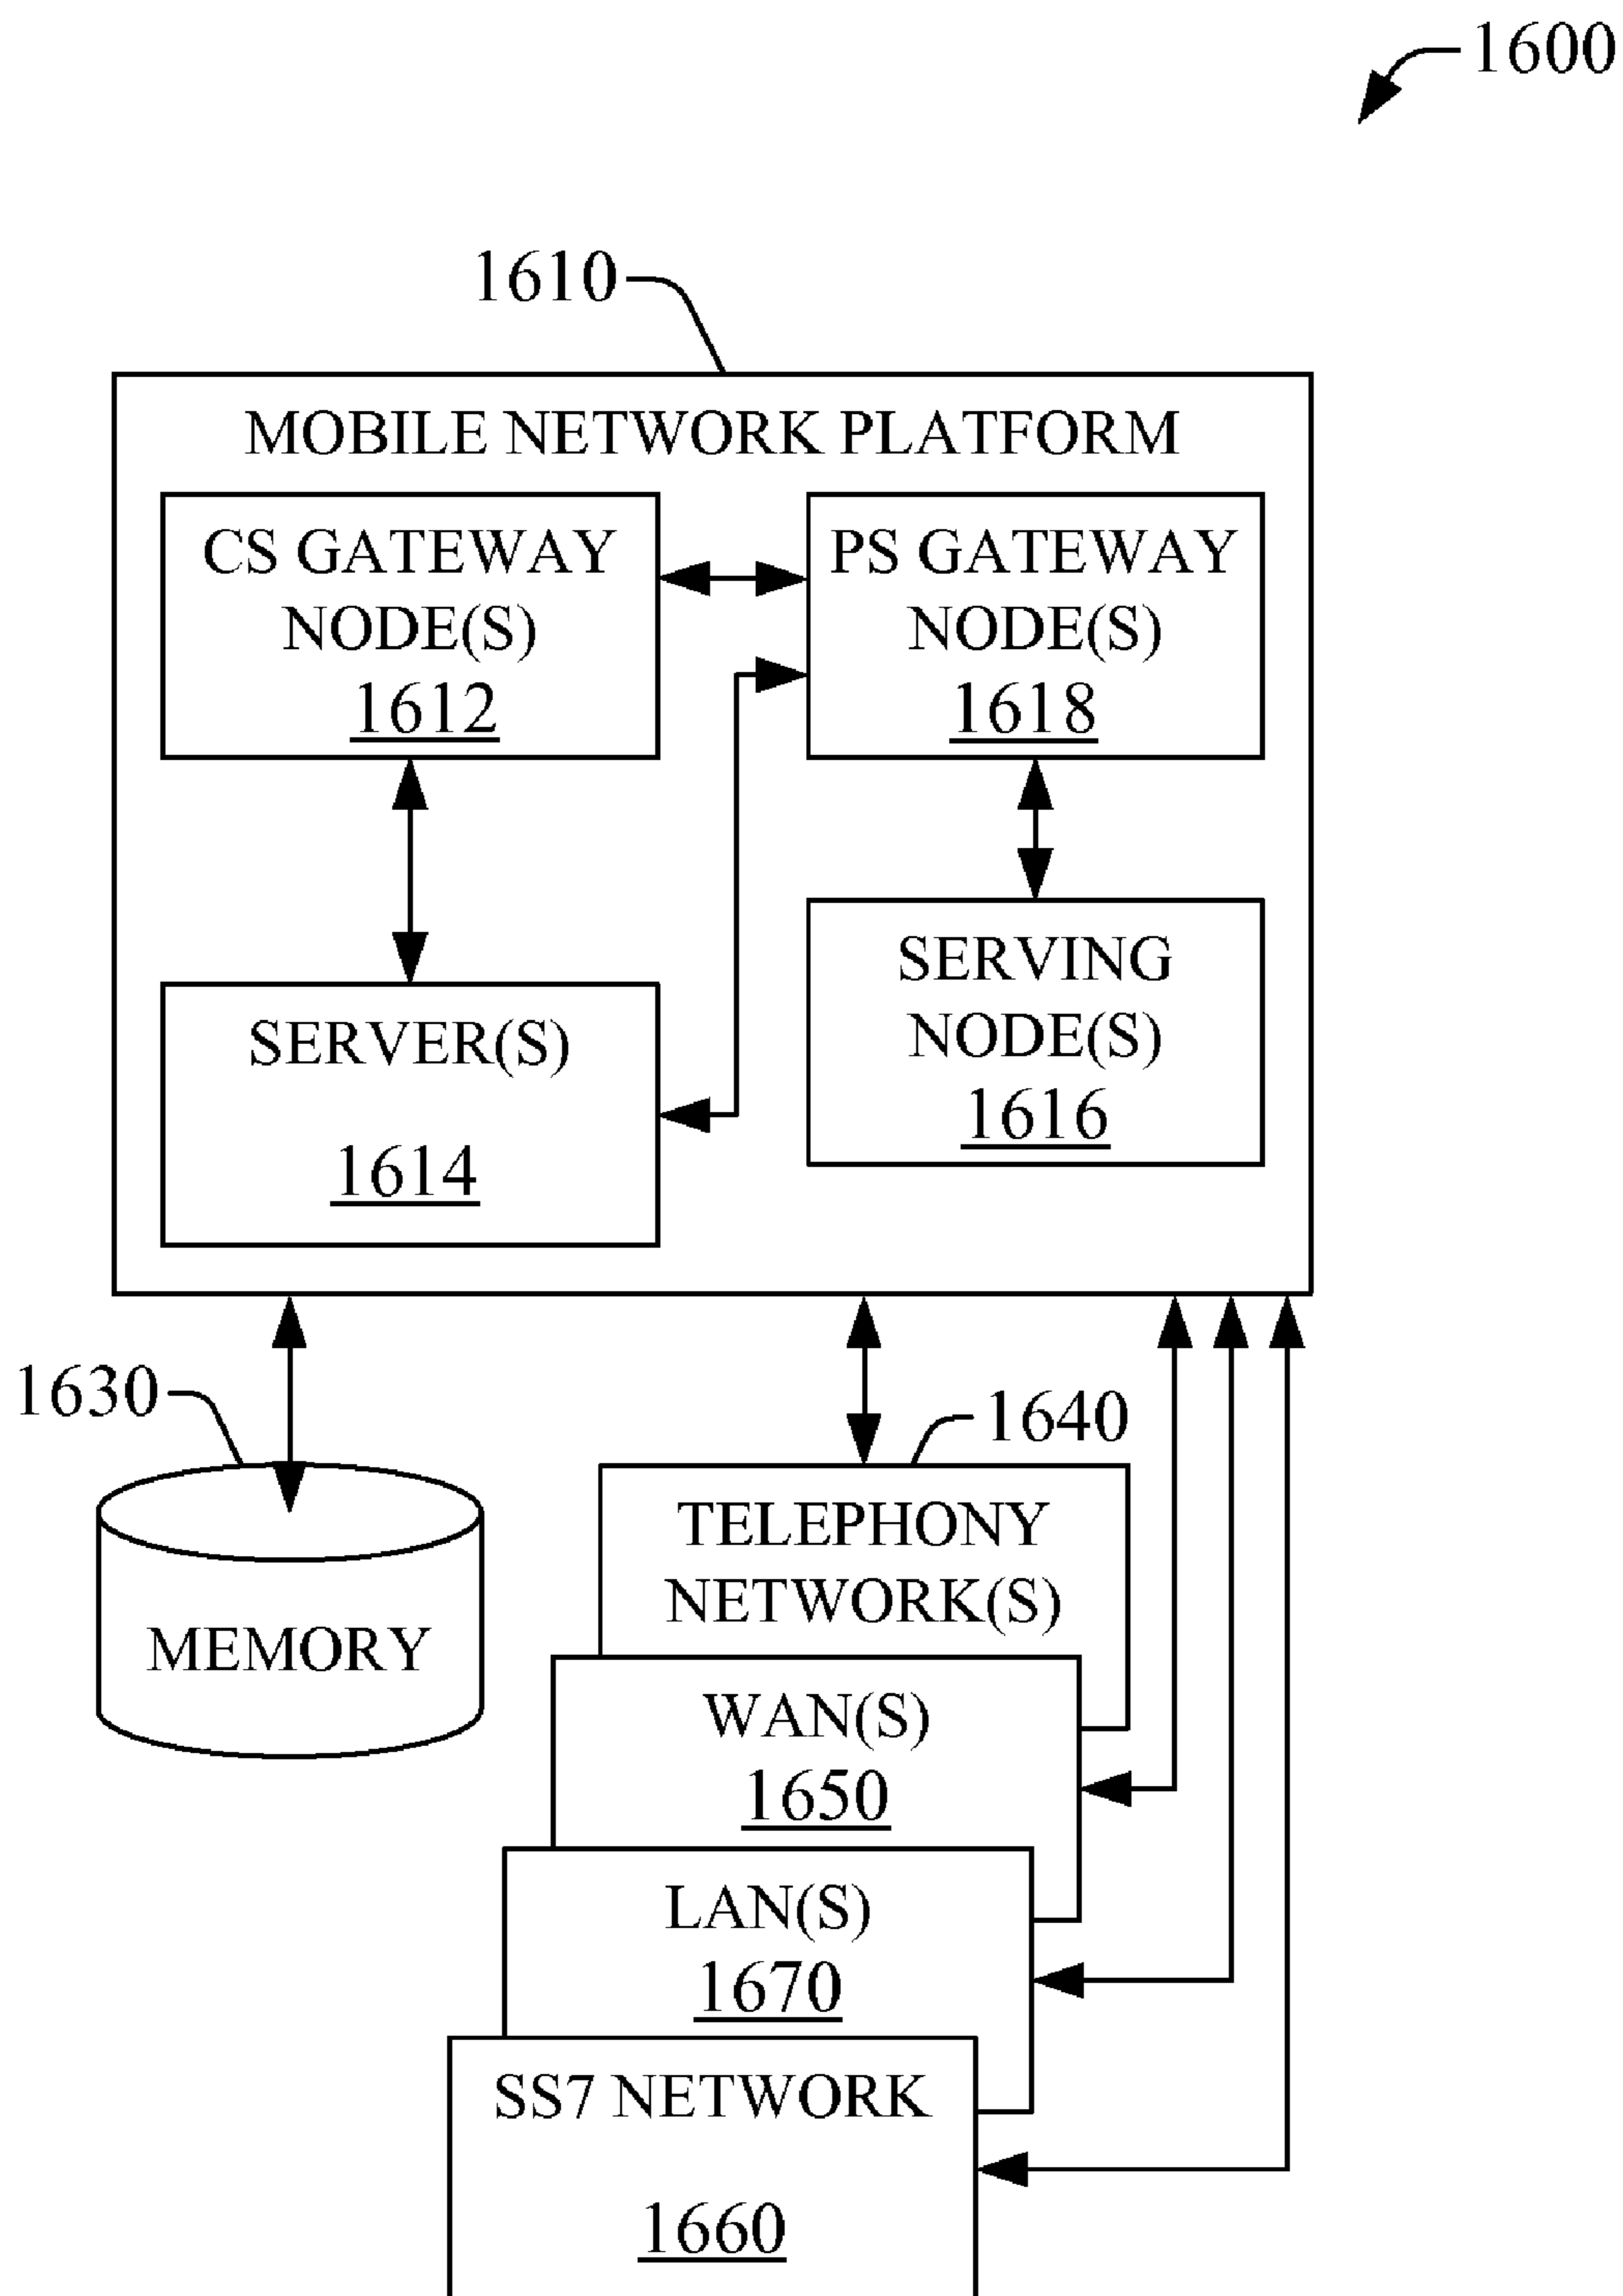 1600
1610
MOBILE NETWORK PLATFORM
CS GATEWAY
NODE(S)
1612
PS GATEWAY
NODE(S)
1618
SERVER(S)
1614
SERVING
NODE(S)
1616
1630
MEMORY
1640
TELEPHONY
NETWORK(S)
WAN(S)
1650
LAN(S)
1670
SS7 NETWORK
1660